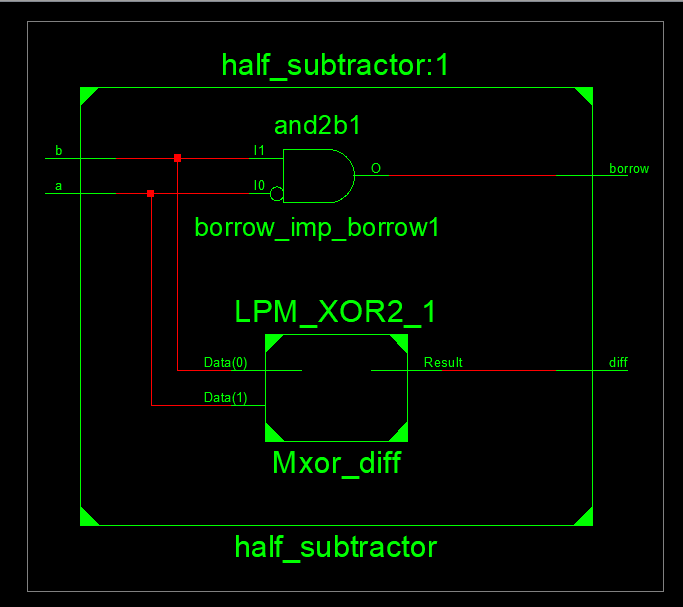 half_subtractor:1
and2b1
b
I1
O
borrow
a
I0
borrow_imp_borrow1
LPM_XOR2_1
Data(0)
Result
diff
Data(1)
Mxor_diff
half_subtractor